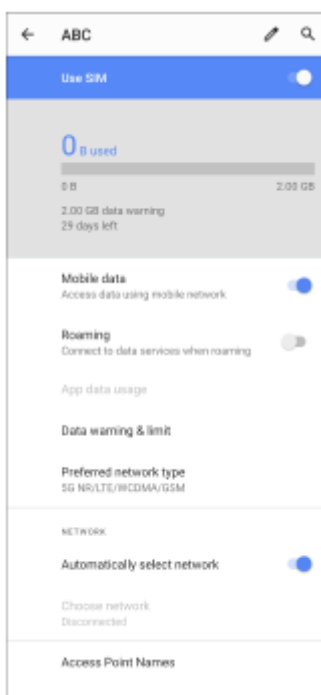 ABC
Use SIM
0 B used
0 B 2.00 GB
2.00 GB data warning
29 days left
Mobile data
Access data using mobile network
Roaming
Connect to data services when roaming
App data usage
Data warning & limit
Preferred network type
5G NR/LTE/WCDMA/GSM
NETWORK
Automatically select network
Choose network
Disconnected
Access Point Names